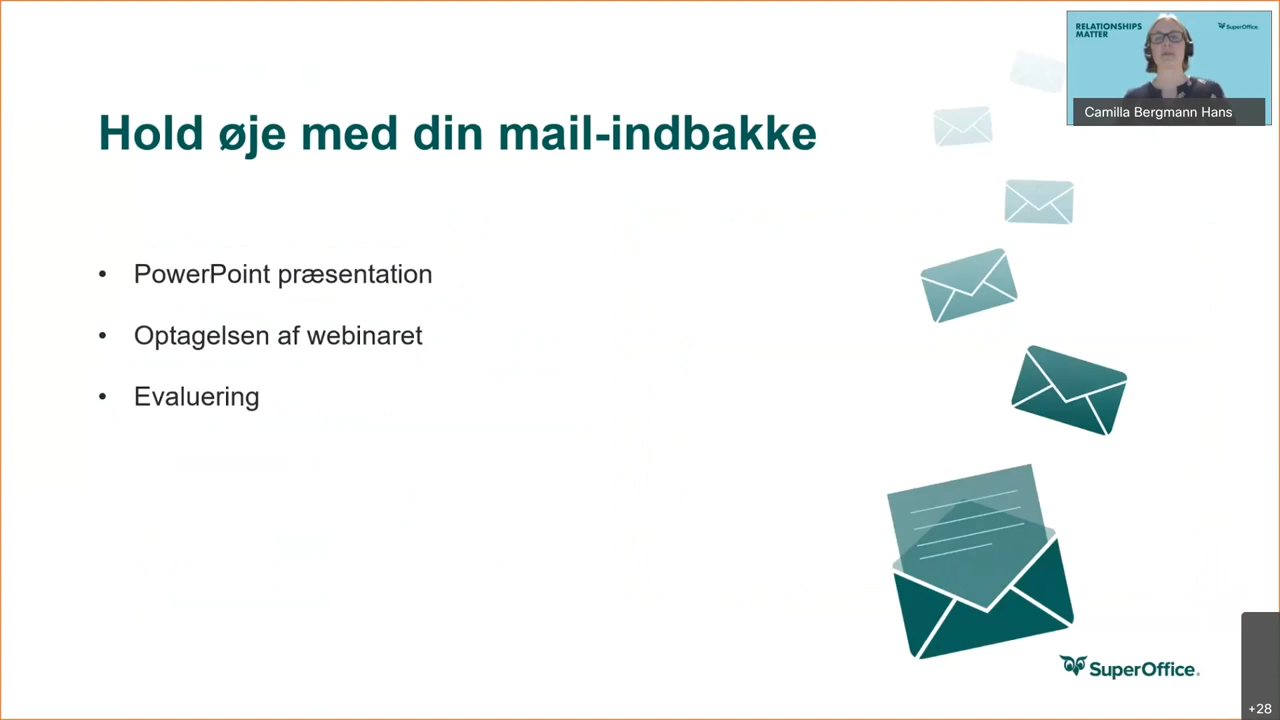 RELATIONSHIPS
MATTER
SuperOffice
Camilla Bergmann Hans
Hold øje med din mail-indbakke
• PowerPoint præsentation
• Optagelsen af webinaret
• Evaluering
SuperOffice.
+28